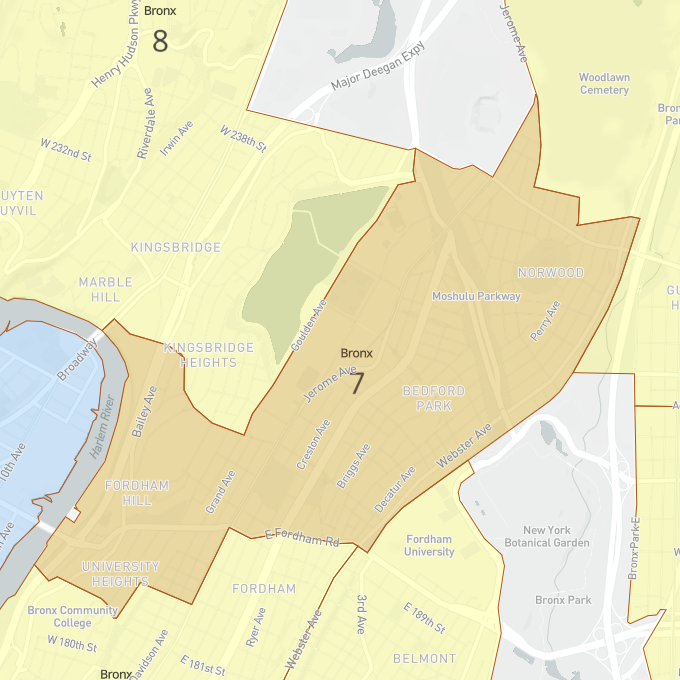 Bronx
8
Henry Hudson Pkwy
Major Deegan Expy
Jerome Ave
Woodlawn
Cemetery
Riverdale Ave
Irwin Ave
W 238th St
W 232nd St
KINGSBRIDGE
MARBLE
HILL
NORWOOD
Moshulu Parkway
Perry Ave
Goulden Ave
KINGSBRIDGE
HEIGHTS
Broadway
Bronx
7
Jerome Ave
BEDFORD
PARK
Bailey Ave
Harlem River
10th Ave
Creston Ave
Briggs Ave
Webster Ave
Decatur Ave
Grand Ave
FORDHAM
HILL
E Fordham Rd
Fordham
University
New York
Botanical Garden
Bronx Park E
UNIVERSITY
HEIGHTS
FORDHAM
Bronx Park
Bronx Community
College
W 180th St
Ryer Ave
Webster Ave
3rd Ave
E 189th St
Davidson Ave
E 181st St
BELMONT
Bronx